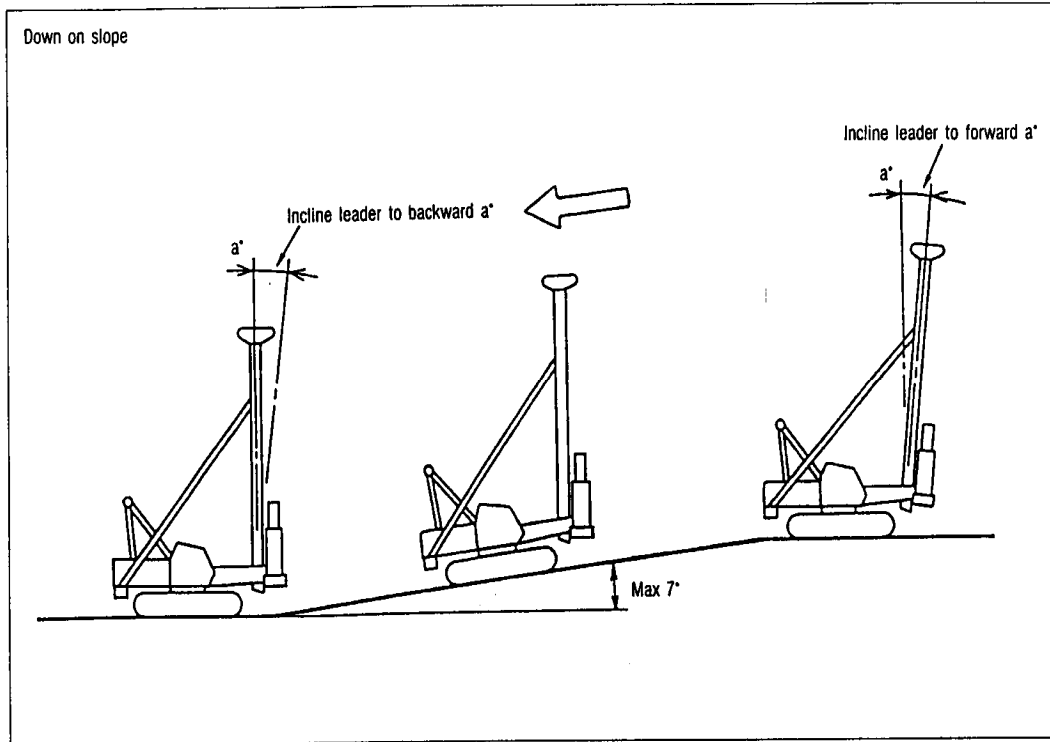 Down on slope
Incline leader to forward a°
a°
Incline leader to backward a°
a°
Max 7°